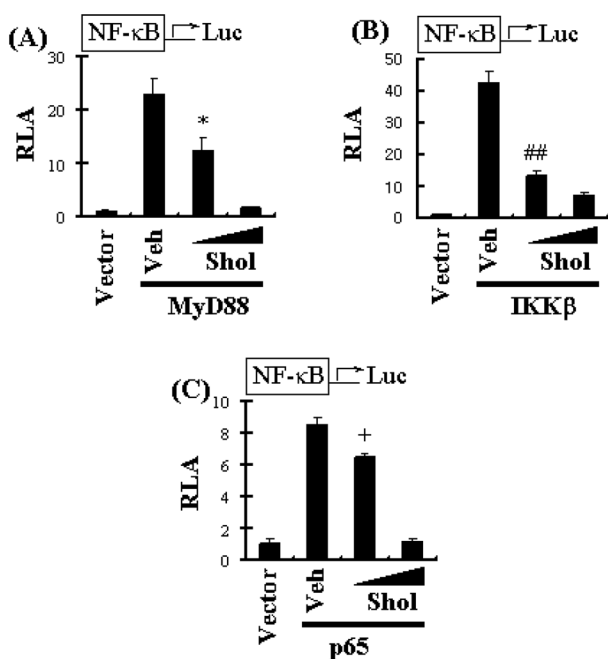 (A)
NF-κB Luc
RLA
30
20
10
0
*
Vector
Veh
Shol
MyD88
(B)
NF-κB Luc
RLA
50
40
30
20
10
0
##
Vector
Veh
Shol
IKKβ
(C)
NF-κB Luc
RLA
10
8
6
4
2
0
+
Vector
Veh
Shol
p65